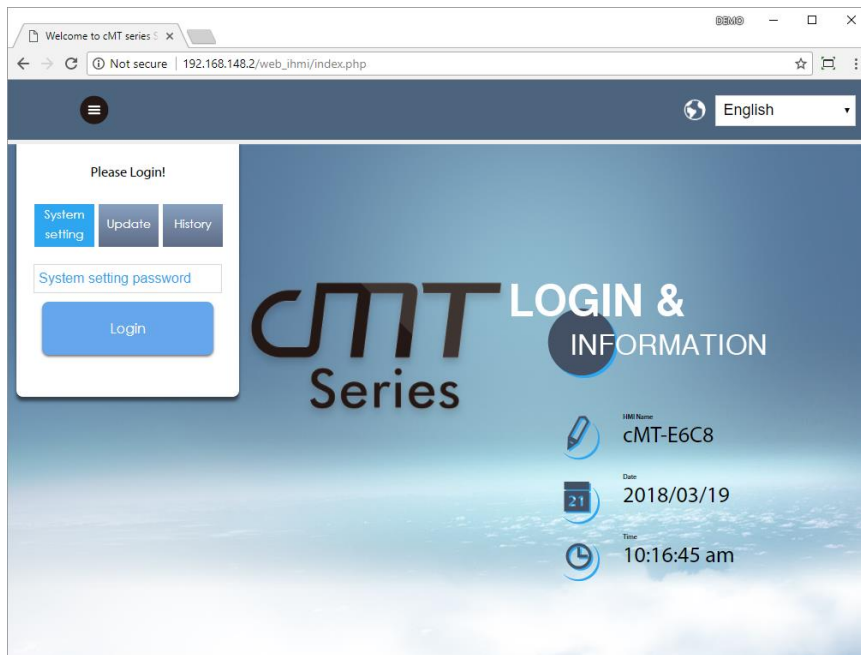 DEMO
Welcome to cMT series S
Not secure | 192.168.148.2/web_ihmi/index.php
English
Please Login!
System
setting
Update
History
System setting password
Login
cMT
Series
LOGIN &
INFORMATION
HMI Name
cMT-E6C8
Date
21
2018/03/19
Time
10:16:45 am